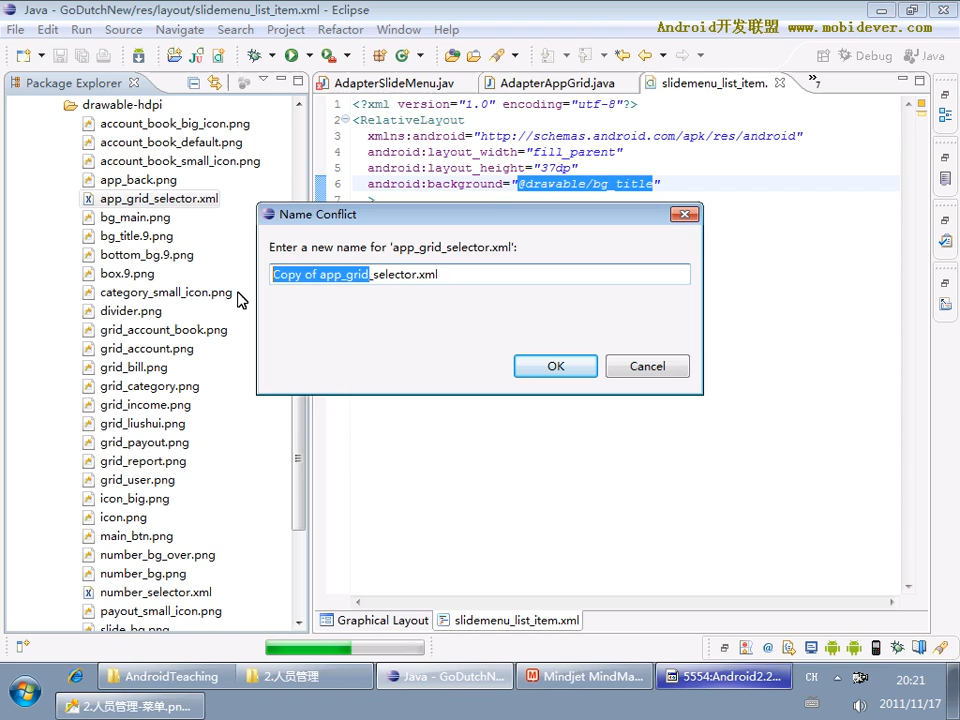 Java - GoDutchNew/res/layout/slidemenu_list_item.xml - Eclipse
File Edit Run Source Navigate Search Project Refactor Window Help
Android开发联盟 www.mobidever.com
Debug Java
Package Explorer
AdapterSlideMenu.jav AdapterAppGrid.java slidemenu_list_item. »7
drawable-hdpi
account_book_big_icon.png
account_book_default.png
account_book_small_icon.png
app_back.png
app_grid_selector.xml
bg_main.png
bg_title.9.png
bottom_bg.9.png
box.9.png
category_small_icon.png
divider.png
grid_account_book.png
grid_account.png
grid_bill.png
grid_category.png
grid_income.png
grid_liushui.png
grid_payout.png
grid_report.png
grid_user.png
icon_big.png
icon.png
main_btn.png
number_bg_over.png
number_bg.png
number_selector.xml
payout_small_icon.png
slide_bg.png
1 <?xml version="1.0" encoding="utf-8"?>
2 <RelativeLayout
3 xmlns:android="http://schemas.android.com/apk/res/android"
4 android:layout_width="fill_parent"
5 android:layout_height="37dp"
6 android:background="@drawable/bg_title"
7 >
Name Conflict
Enter a new name for 'app_grid_selector.xml':
Copy of app_grid_selector.xml
OK Cancel
Graphical Layout slidemenu_list_item.xml
AndroidTeaching 2.人员管理 Java - GoDutchN... Mindjet MindMa... 5554:Android2.2... CH
2.人员管理-菜单.pn...
20:21
2011/11/17